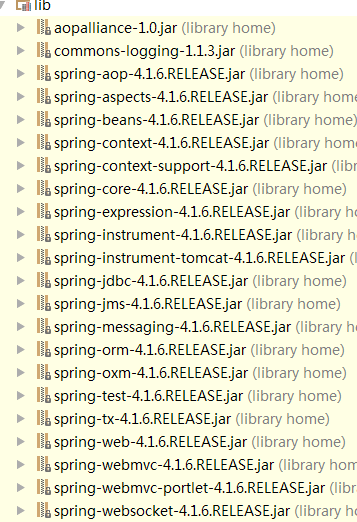 lib
aopalliance-1.0.jar (library home)
commons-logging-1.1.3.jar (library home)
spring-aop-4.1.6.RELEASE.jar (library home)
spring-aspects-4.1.6.RELEASE.jar (library home)
spring-beans-4.1.6.RELEASE.jar (library home)
spring-context-4.1.6.RELEASE.jar (library home)
spring-context-support-4.1.6.RELEASE.jar (libr
spring-core-4.1.6.RELEASE.jar (library home)
spring-expression-4.1.6.RELEASE.jar (library h
spring-instrument-4.1.6.RELEASE.jar (library h
spring-instrument-tomcat-4.1.6.RELEASE.jar (l
spring-jdbc-4.1.6.RELEASE.jar (library home)
spring-jms-4.1.6.RELEASE.jar (library home)
spring-messaging-4.1.6.RELEASE.jar (library ho
spring-orm-4.1.6.RELEASE.jar (library home)
spring-oxm-4.1.6.RELEASE.jar (library home)
spring-test-4.1.6.RELEASE.jar (library home)
spring-tx-4.1.6.RELEASE.jar (library home)
spring-web-4.1.6.RELEASE.jar (library home)
spring-webmvc-4.1.6.RELEASE.jar (library hom
spring-webmvc-portlet-4.1.6.RELEASE.jar (libra
spring-websocket-4.1.6.RELEASE.jar (library h